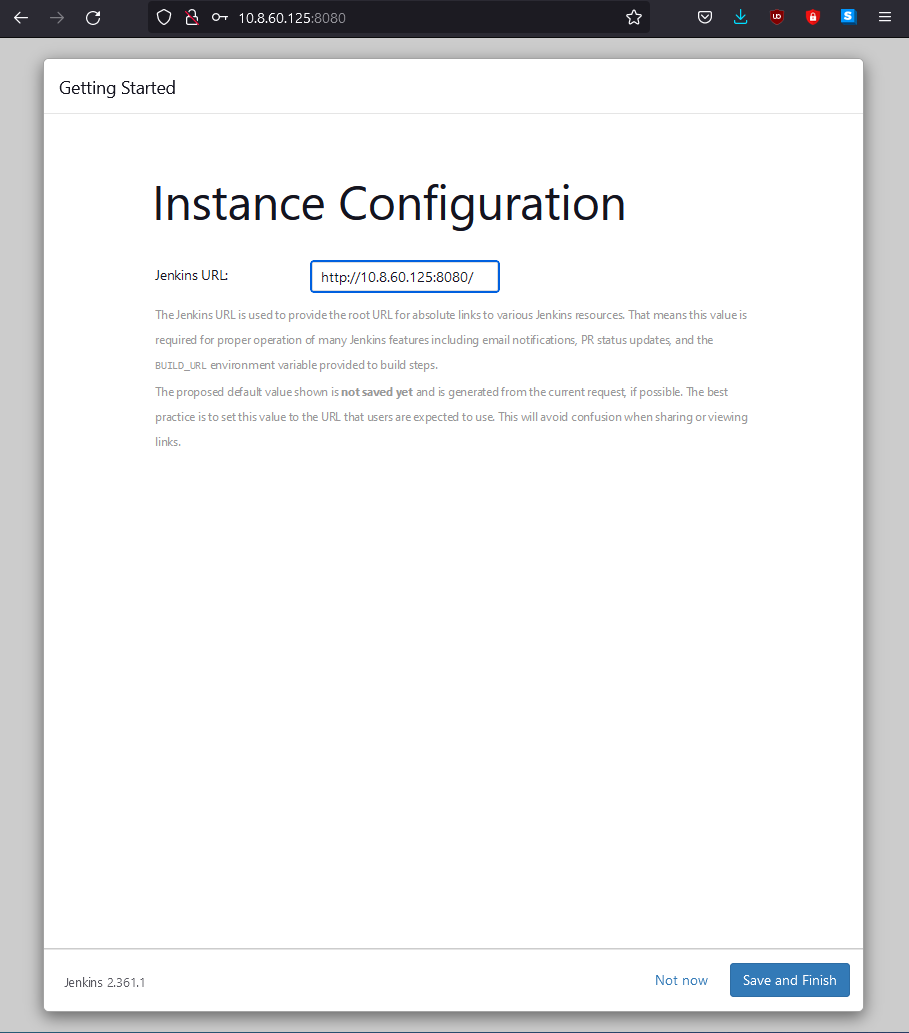 10.8.60.125:8080
Getting Started
Instance Configuration
Jenkins URL:
http://10.8.60.125:8080/
The Jenkins URL is used to provide the root URL for absolute links to various Jenkins resources. That means this value is
required for proper operation of many Jenkins features including email notifications, PR status updates, and the
BUILD_URL environment variable provided to build steps.
The proposed default value shown is not saved yet and is generated from the current request, if possible. The best
practice is to set this value to the URL that users are expected to use. This will avoid confusion when sharing or viewing
links.
Jenkins 2.361.1
Not now
Save and Finish